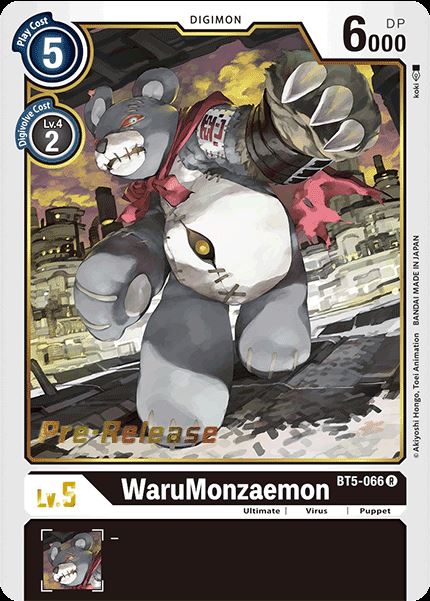 DIGIMON
Play Cost
5
6000
DP
Digivolve Cost
Lv.4
2
koki
© Akiyoshi Hongo, Toei Animation BANDAI MADE IN JAPAN
Pre-Release
Lv.5
WaruMonzaemon
BT5-066 R
Ultimate | Virus | Puppet
–